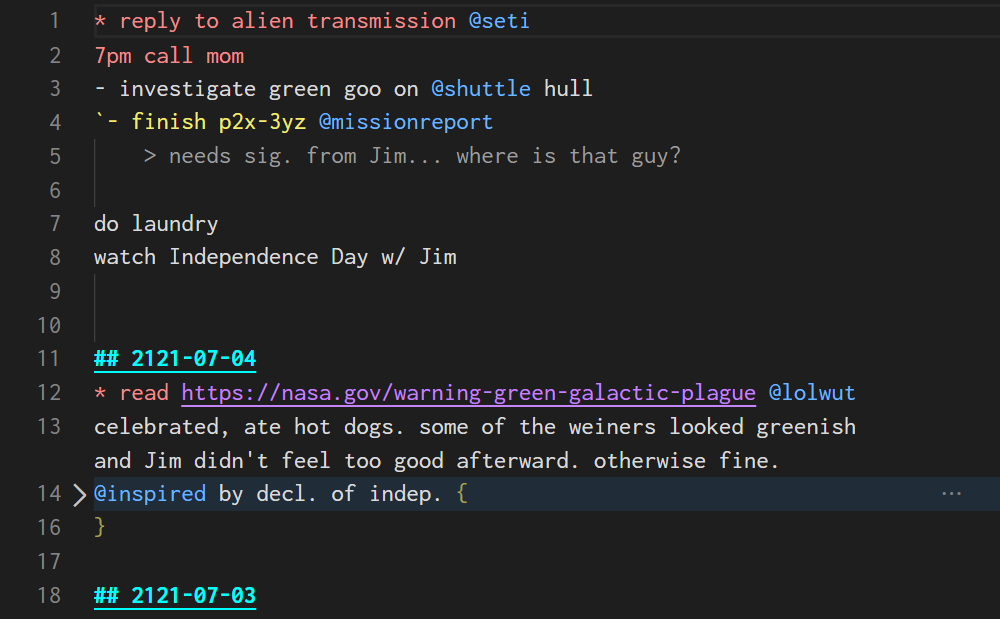 1 * reply to alien transmission @seti
2 7pm call mom
3 - investigate green goo on @shuttle hull
4 `- finish p2x-3yz @missionreport
5 > needs sig. from Jim... where is that guy?
6
7 do laundry
8 watch Independence Day w/ Jim
9
10
11 ## 2121-07-04
12 * read https://nasa.gov/warning-green-galactic-plague @lolwut
13 celebrated, ate hot dogs. some of the weiners looked greenish
and Jim didn't feel too good afterward. otherwise fine.
14 @inspired by decl. of indep. { ...
16 }
17
18 ## 2121-07-03